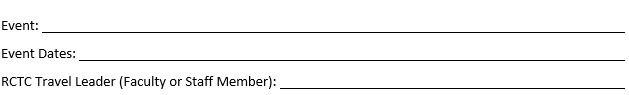 Event:
Event Dates:
RCTC Travel Leader (Faculty or Staff Member):